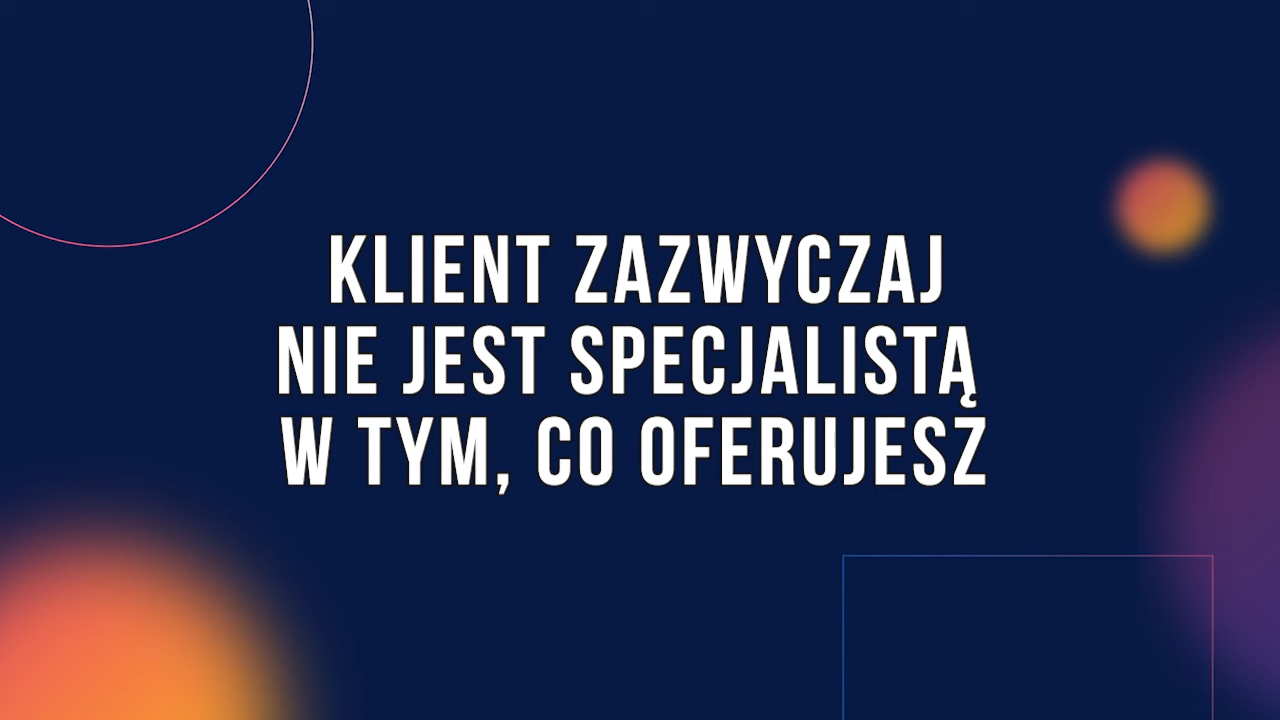 KLIENT ZAZWYCZAJ
NIE JEST SPECJALISTĄ
W TYM, CO OFERUJESZ